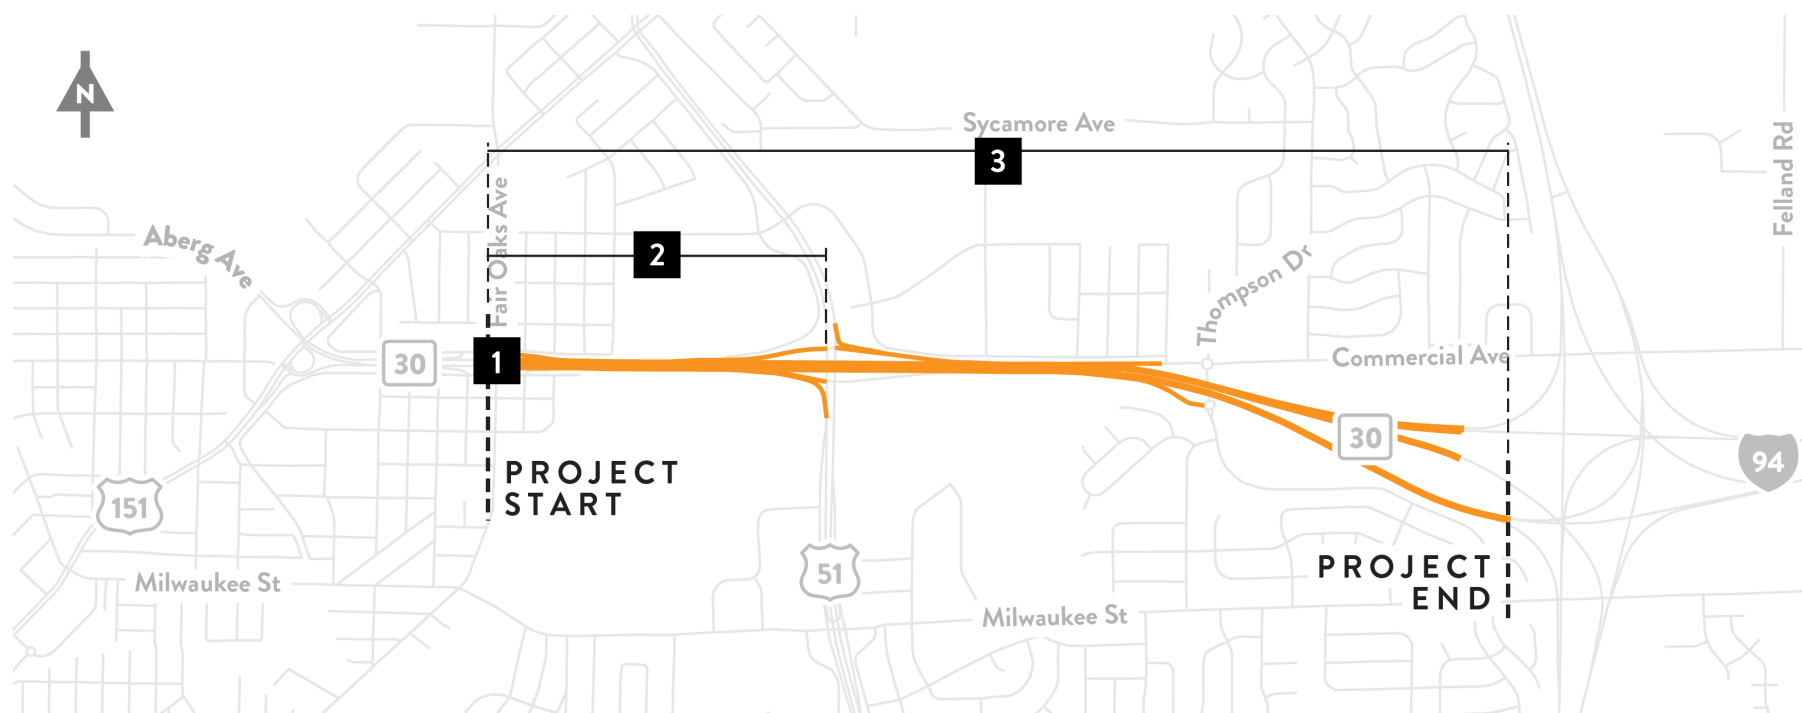 N
Sycamore Ave
3
Felland Rd
Aberg Ave
Fair Oaks Ave
2
Thompson Dr
30
1
Commercial Ave
30
94
PROJECT
START
151
51
PROJECT
END
Milwaukee St
Milwaukee St